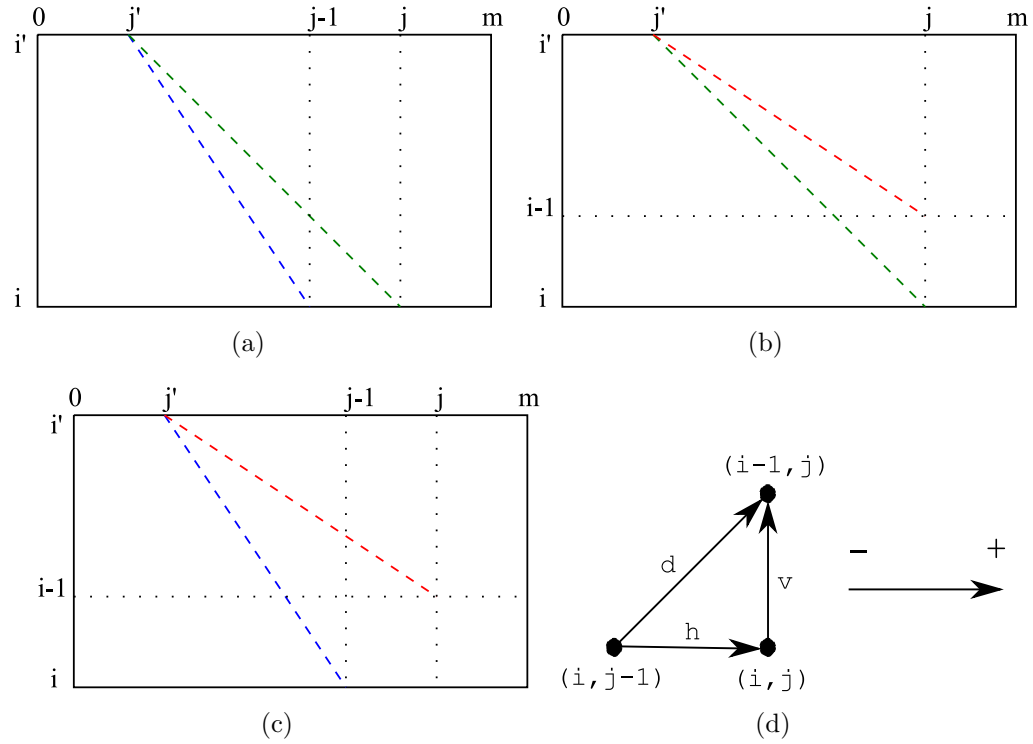 0 j' j-1 j m
i'
i
(a)
0 j' j m
i'
i-1
i
(b)
0 j' j-1 j m
i'
i-1
i
(c)
(i-1,j)
d
v
h
(i,j-1) (i,j)
− +
(d)